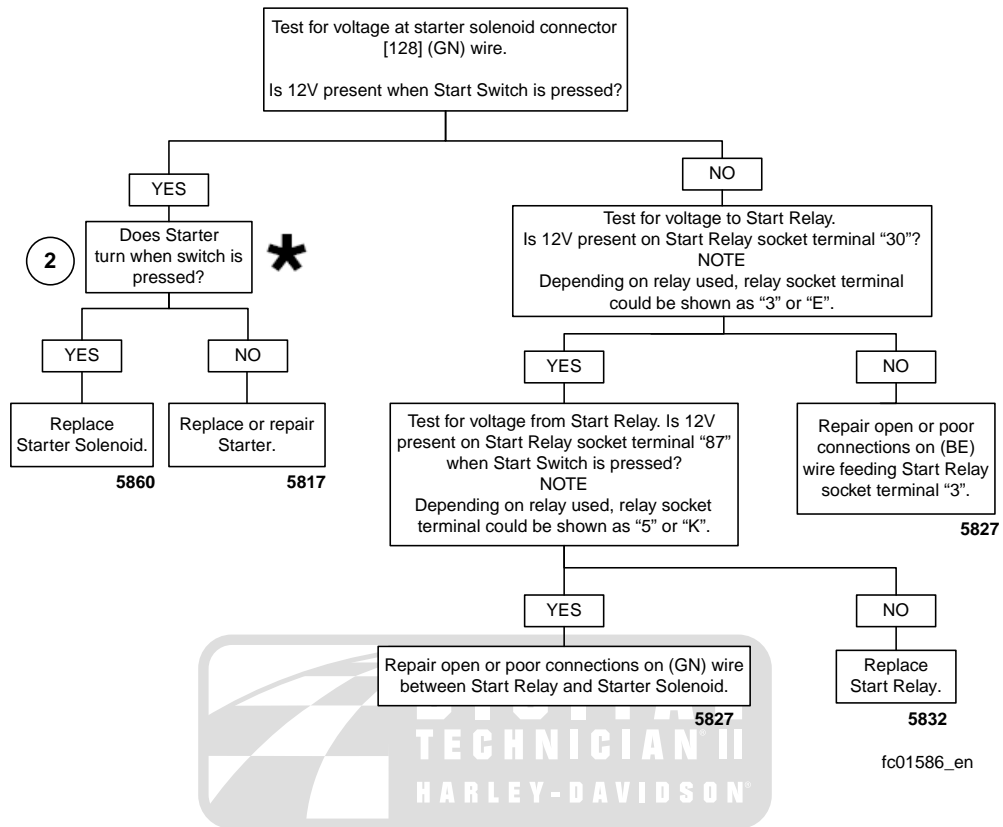 Test for voltage at starter solenoid connector
[128] (GN) wire.
Is 12V present when Start Switch is pressed?
YES
NO
2
Does Starter
turn when switch is
pressed?
*
Test for voltage to Start Relay.
Is 12V present on Start Relay socket terminal “30”?
NOTE
Depending on relay used, relay socket terminal
could be shown as “3” or “E”.
YES
NO
YES
NO
Replace
Starter Solenoid.
5860
Replace or repair
Starter.
5817
Test for voltage from Start Relay. Is 12V
present on Start Relay socket terminal “87”
when Start Switch is pressed?
NOTE
Depending on relay used, relay socket
terminal could be shown as “5” or “K”.
Repair open or poor
connections on (BE)
wire feeding Start Relay
socket terminal “3”.
5827
YES
NO
Repair open or poor connections on (GN) wire
between Start Relay and Starter Solenoid.
5827
Replace
Start Relay.
5832
DIGITAL
TECHNICIAN II
HARLEY-DAVIDSON®
fc01586_en